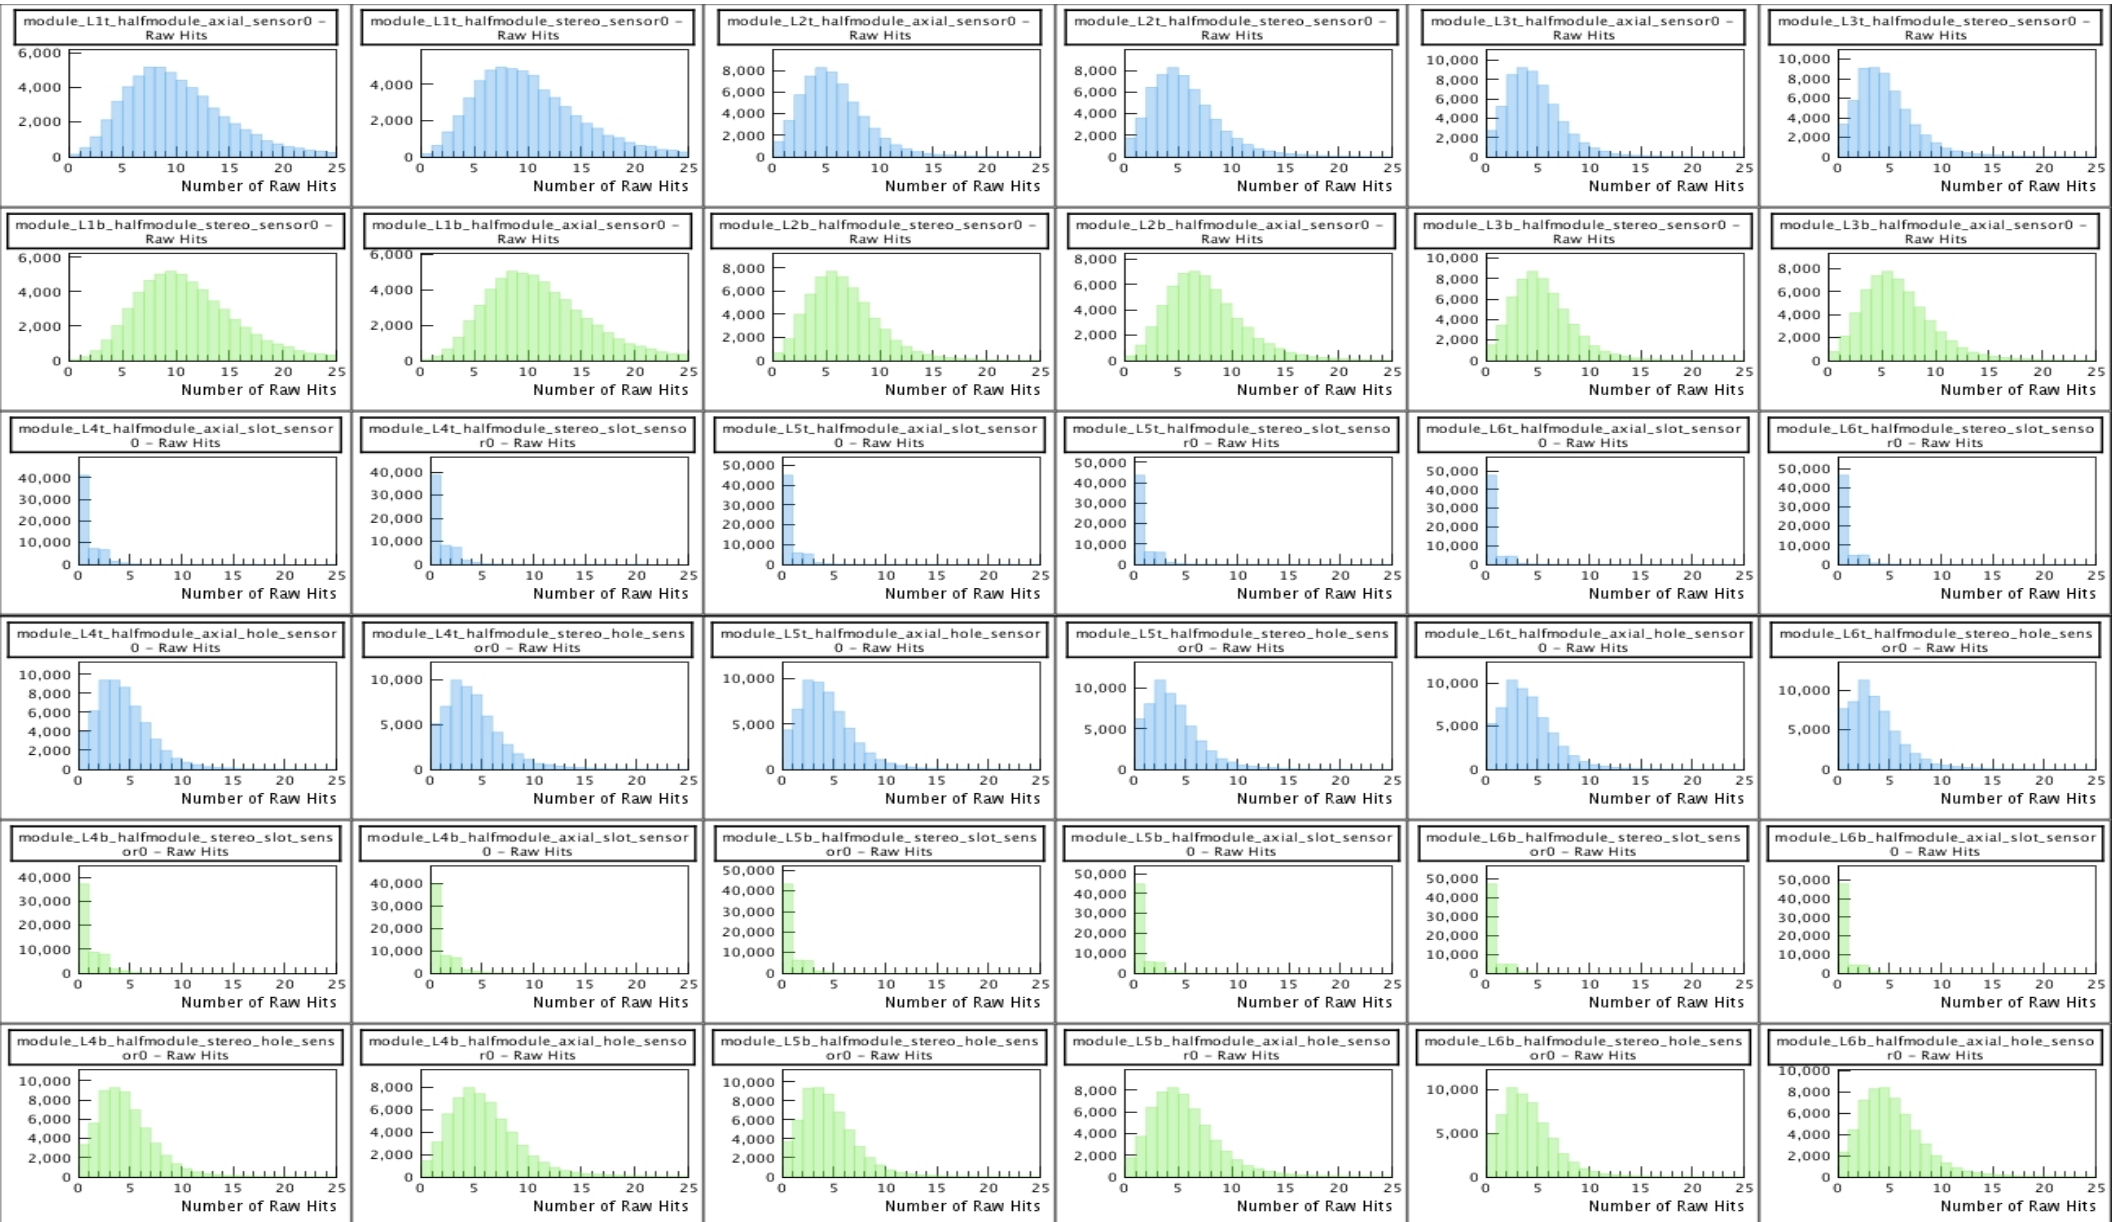 module_L1t_halfmodule_axial_sensor0 –
Raw Hits
6,000
4,000
2,000
0
0 5 10 15 20 25
Number of Raw Hits
module_L1t_halfmodule_stereo_sensor0 –
Raw Hits
4,000
2,000
0
0 5 10 15 20 25
Number of Raw Hits
module_L2t_halfmodule_axial_sensor0 –
Raw Hits
8,000
6,000
4,000
2,000
0
0 5 10 15 20 25
Number of Raw Hits
module_L2t_halfmodule_stereo_sensor0 –
Raw Hits
8,000
6,000
4,000
2,000
0
0 5 10 15 20 25
Number of Raw Hits
module_L3t_halfmodule_axial_sensor0 –
Raw Hits
10,000
8,000
6,000
4,000
2,000
0
0 5 10 15 20 25
Number of Raw Hits
module_L3t_halfmodule_stereo_sensor0 –
Raw Hits
10,000
8,000
6,000
4,000
2,000
0
0 5 10 15 20 25
Number of Raw Hits
module_L1b_halfmodule_stereo_sensor0 –
Raw Hits
6,000
4,000
2,000
0
0 5 10 15 20 25
Number of Raw Hits
module_L1b_halfmodule_axial_sensor0 –
Raw Hits
6,000
4,000
2,000
0
0 5 10 15 20 25
Number of Raw Hits
module_L2b_halfmodule_stereo_sensor0 –
Raw Hits
8,000
6,000
4,000
2,000
0
0 5 10 15 20 25
Number of Raw Hits
module_L2b_halfmodule_axial_sensor0 –
Raw Hits
8,000
6,000
4,000
2,000
0
0 5 10 15 20 25
Number of Raw Hits
module_L3b_halfmodule_stereo_sensor0 –
Raw Hits
10,000
8,000
6,000
4,000
2,000
0
0 5 10 15 20 25
Number of Raw Hits
module_L3b_halfmodule_axial_sensor0 –
Raw Hits
8,000
6,000
4,000
2,000
0
0 5 10 15 20 25
Number of Raw Hits
module_L4t_halfmodule_axial_slot_sensor
0 – Raw Hits
40,000
30,000
20,000
10,000
0
0 5 10 15 20 25
Number of Raw Hits
module_L4t_halfmodule_stereo_slot_senso
r0 – Raw Hits
40,000
30,000
20,000
10,000
0
0 5 10 15 20 25
Number of Raw Hits
module_L5t_halfmodule_axial_slot_sensor
0 – Raw Hits
50,000
40,000
30,000
20,000
10,000
0
0 5 10 15 20 25
Number of Raw Hits
module_L5t_halfmodule_stereo_slot_senso
r0 – Raw Hits
50,000
40,000
30,000
20,000
10,000
0
0 5 10 15 20 25
Number of Raw Hits
module_L6t_halfmodule_axial_slot_sensor
0 – Raw Hits
50,000
40,000
30,000
20,000
10,000
0
0 5 10 15 20 25
Number of Raw Hits
module_L6t_halfmodule_stereo_slot_senso
r0 – Raw Hits
50,000
40,000
30,000
20,000
10,000
0
0 5 10 15 20 25
Number of Raw Hits
module_L4t_halfmodule_axial_hole_sensor
0 – Raw Hits
10,000
8,000
6,000
4,000
2,000
0
0 5 10 15 20 25
Number of Raw Hits
module_L4t_halfmodule_stereo_hole_sens
or0 – Raw Hits
10,000
5,000
0
0 5 10 15 20 25
Number of Raw Hits
module_L5t_halfmodule_axial_hole_sensor
0 – Raw Hits
10,000
5,000
0
0 5 10 15 20 25
Number of Raw Hits
module_L5t_halfmodule_stereo_hole_sens
or0 – Raw Hits
10,000
5,000
0
0 5 10 15 20 25
Number of Raw Hits
module_L6t_halfmodule_axial_hole_sensor
0 – Raw Hits
10,000
5,000
0
0 5 10 15 20 25
Number of Raw Hits
module_L6t_halfmodule_stereo_hole_sens
or0 – Raw Hits
10,000
5,000
0
0 5 10 15 20 25
Number of Raw Hits
module_L4b_halfmodule_stereo_slot_sens
or0 – Raw Hits
40,000
30,000
20,000
10,000
0
0 5 10 15 20 25
Number of Raw Hits
module_L4b_halfmodule_axial_slot_sensor
0 – Raw Hits
40,000
30,000
20,000
10,000
0
0 5 10 15 20 25
Number of Raw Hits
module_L5b_halfmodule_stereo_slot_sens
or0 – Raw Hits
50,000
40,000
30,000
20,000
10,000
0
0 5 10 15 20 25
Number of Raw Hits
module_L5b_halfmodule_axial_slot_sensor
0 – Raw Hits
50,000
40,000
30,000
20,000
10,000
0
0 5 10 15 20 25
Number of Raw Hits
module_L6b_halfmodule_stereo_slot_sens
or0 – Raw Hits
50,000
40,000
30,000
20,000
10,000
0
0 5 10 15 20 25
Number of Raw Hits
module_L6b_halfmodule_axial_slot_sensor
0 – Raw Hits
50,000
40,000
30,000
20,000
10,000
0
0 5 10 15 20 25
Number of Raw Hits
module_L4b_halfmodule_stereo_hole_sens
or0 – Raw Hits
10,000
8,000
6,000
4,000
2,000
0
0 5 10 15 20 25
Number of Raw Hits
module_L4b_halfmodule_axial_hole_senso
r0 – Raw Hits
8,000
6,000
4,000
2,000
0
0 5 10 15 20 25
Number of Raw Hits
module_L5b_halfmodule_stereo_hole_sens
or0 – Raw Hits
10,000
8,000
6,000
4,000
2,000
0
0 5 10 15 20 25
Number of Raw Hits
module_L5b_halfmodule_axial_hole_senso
r0 – Raw Hits
8,000
6,000
4,000
2,000
0
0 5 10 15 20 25
Number of Raw Hits
module_L6b_halfmodule_stereo_hole_sens
or0 – Raw Hits
10,000
5,000
0
0 5 10 15 20 25
Number of Raw Hits
module_L6b_halfmodule_axial_hole_senso
r0 – Raw Hits
10,000
8,000
6,000
4,000
2,000
0
0 5 10 15 20 25
Number of Raw Hits